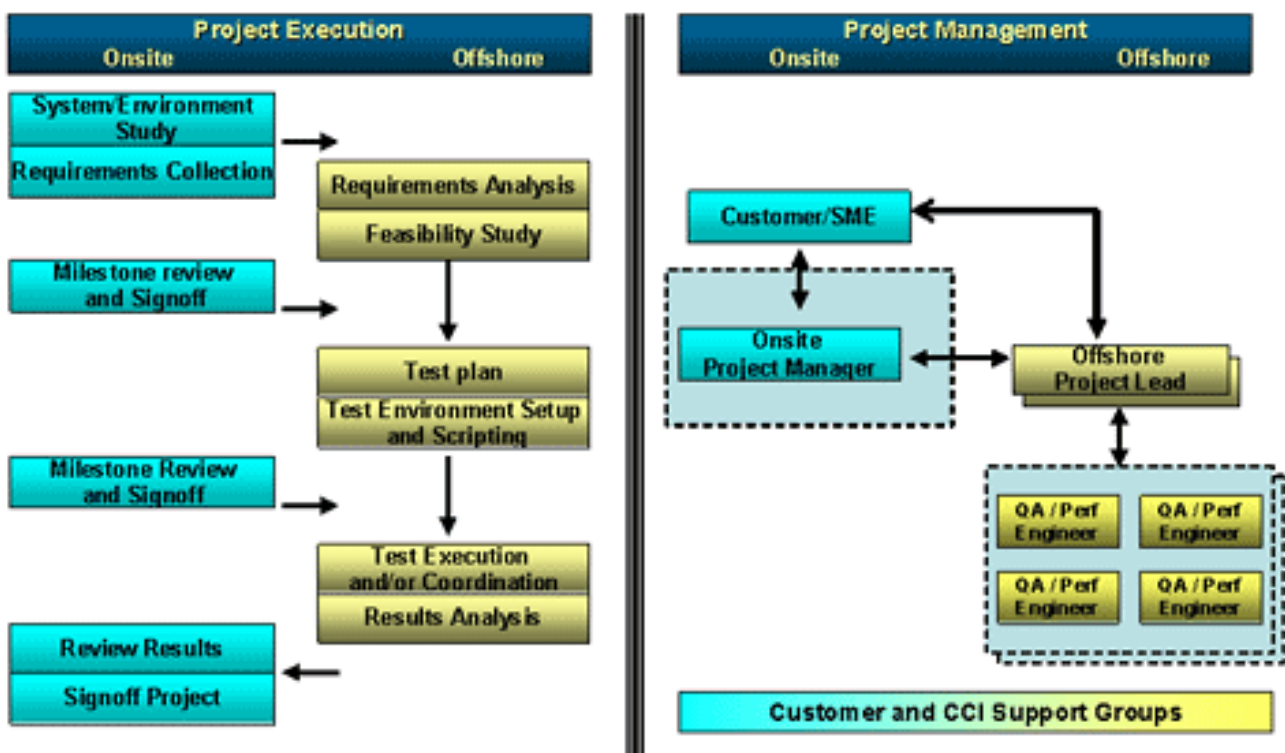 Project Execution
Onsite Offshore
System/Environment
Study
Requirements Collection
Requirements Analysis
Feasibility Study
Milestone review
and Signoff
Test plan
Test Environment Setup
and Scripting
Milestone Review
and Signoff
Test Execution
and/or Coordination
Results Analysis
Review Results
Signoff Project
Project Management
Onsite Offshore
Customer/SME
Onsite
Project Manager
Offshore
Project Lead
QA / Perf
Engineer
QA / Perf
Engineer
QA / Perf
Engineer
QA / Perf
Engineer
Customer and CCI Support Groups